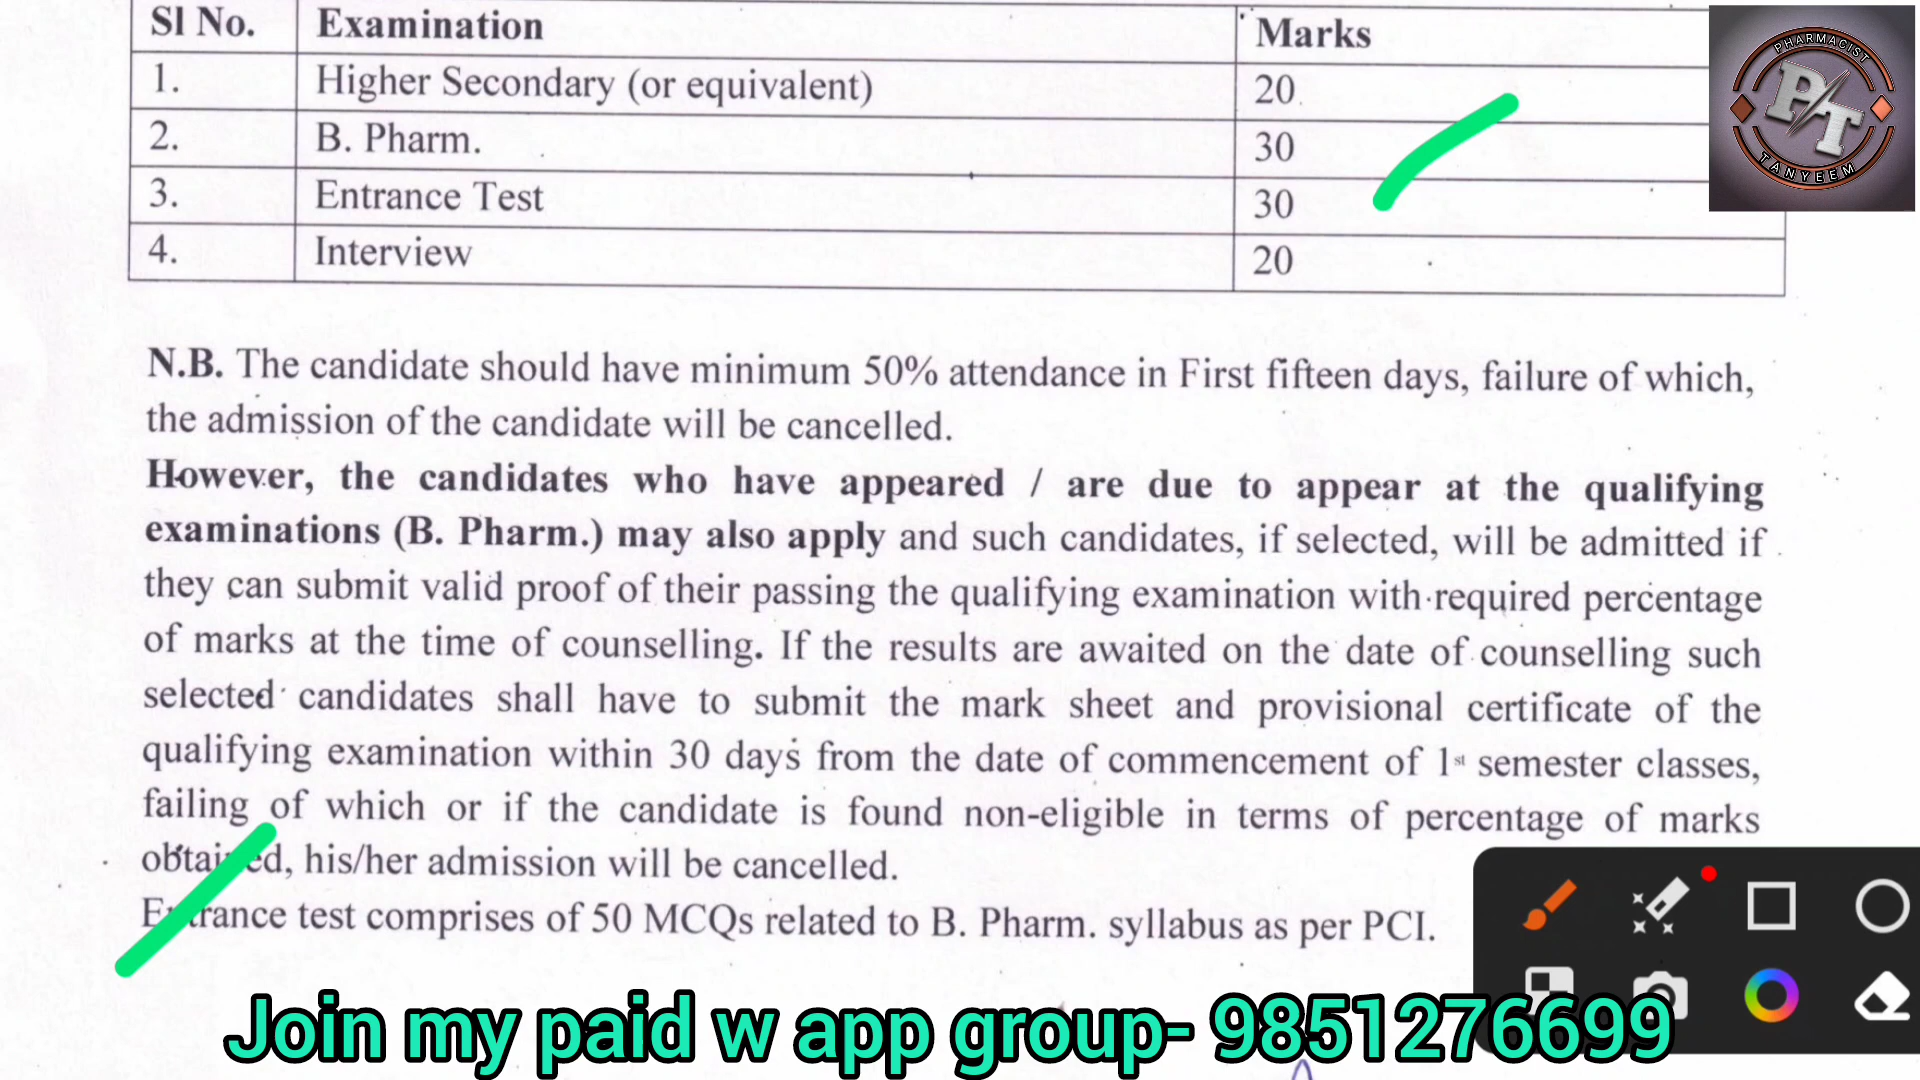 Sl No. Examination Marks
1. Higher Secondary (or equivalent) 20
2. B. Pharm. 30
3. Entrance Test 30
4. Interview 20
PHARMACIST
PT
TANYEEM
N.B. The candidate should have minimum 50% attendance in First fifteen days, failure of which,
the admission of the candidate will be cancelled.
However, the candidates who have appeared / are due to appear at the qualifying
examinations (B. Pharm.) may also apply and such candidates, if selected, will be admitted if
they can submit valid proof of their passing the qualifying examination with required percentage
of marks at the time of counselling. If the results are awaited on the date of counselling such
selected candidates shall have to submit the mark sheet and provisional certificate of the
qualifying examination within 30 days from the date of commencement of 1st semester classes,
failing of which or if the candidate is found non-eligible in terms of percentage of marks
obtained, his/her admission will be cancelled.
Entrance test comprises of 50 MCQs related to B. Pharm. syllabus as per PCI.
Join my paid w app group- 9851276699